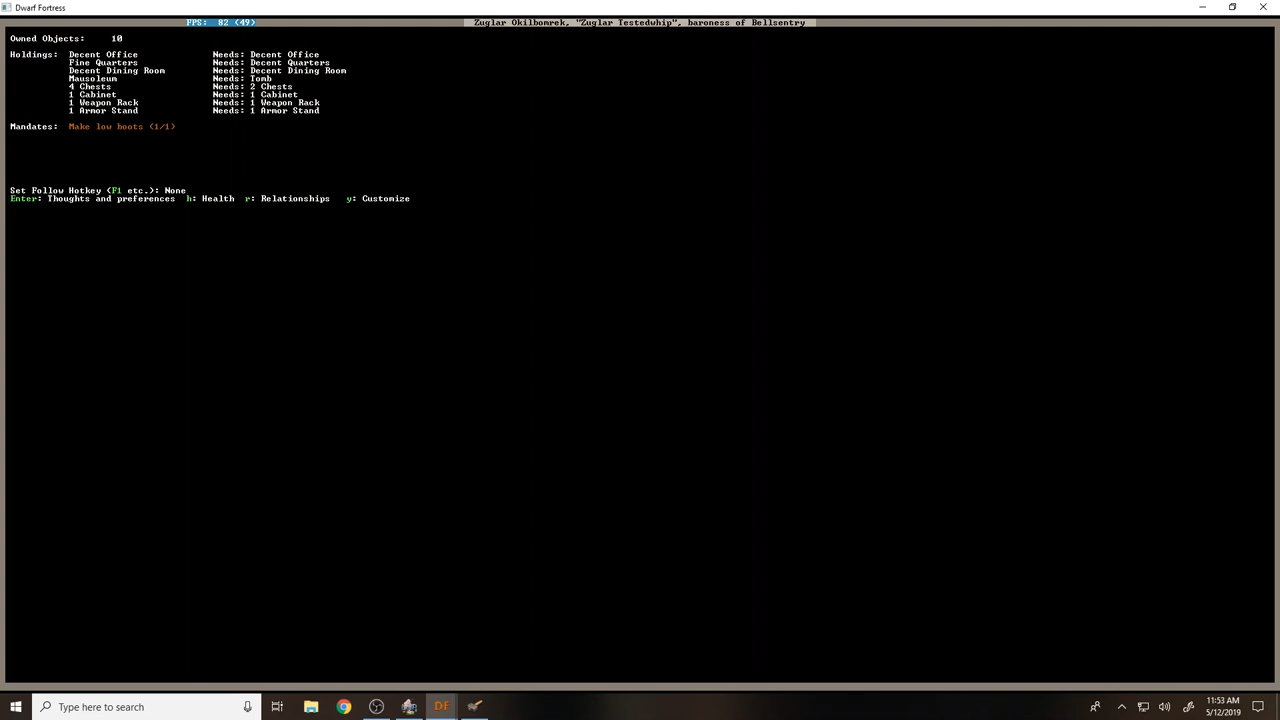 Dwarf Fortress
FPS: 82 (49) Zuglar Okilbomrek, "Zuglar Testedwhip", baroness of Bellsentry
Owned Objects: 10
Holdings: Decent Office Needs: Decent Office
Fine Quarters Needs: Decent Quarters
Decent Dining Room Needs: Decent Dining Room
Mausoleum Needs: Tomb
4 Chests Needs: 2 Chests
1 Cabinet Needs: 1 Cabinet
1 Weapon Rack Needs: 1 Weapon Rack
1 Armor Stand Needs: 1 Armor Stand
Mandates: Make low boots (1/1)
Set Follow Hotkey (F1 etc.): None
Enter: Thoughts and preferences h: Health r: Relationships y: Customize
Type here to search
DF
11:53 AM
5/12/2019